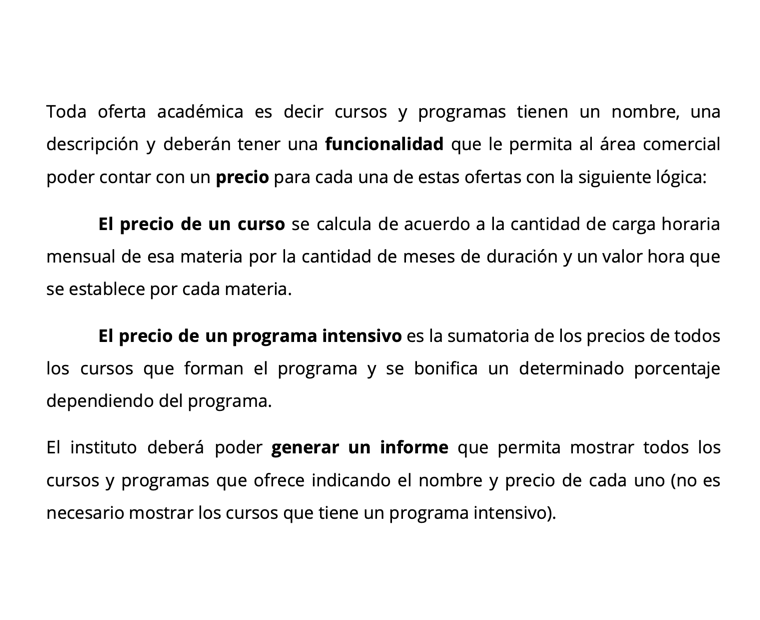 Toda oferta académica es decir cursos y programas tienen un nombre, una
descripción y deberán tener una funcionalidad que le permita al área comercial
poder contar con un precio para cada una de estas ofertas con la siguiente lógica:
El precio de un curso se calcula de acuerdo a la cantidad de carga horaria
mensual de esa materia por la cantidad de meses de duración y un valor hora que
se establece por cada materia.
El precio de un programa intensivo es la sumatoria de los precios de todos
los cursos que forman el programa y se bonifica un determinado porcentaje
dependiendo del programa.
El instituto deberá poder generar un informe que permita mostrar todos los
cursos y programas que ofrece indicando el nombre y precio de cada uno (no es
necesario mostrar los cursos que tiene un programa intensivo).